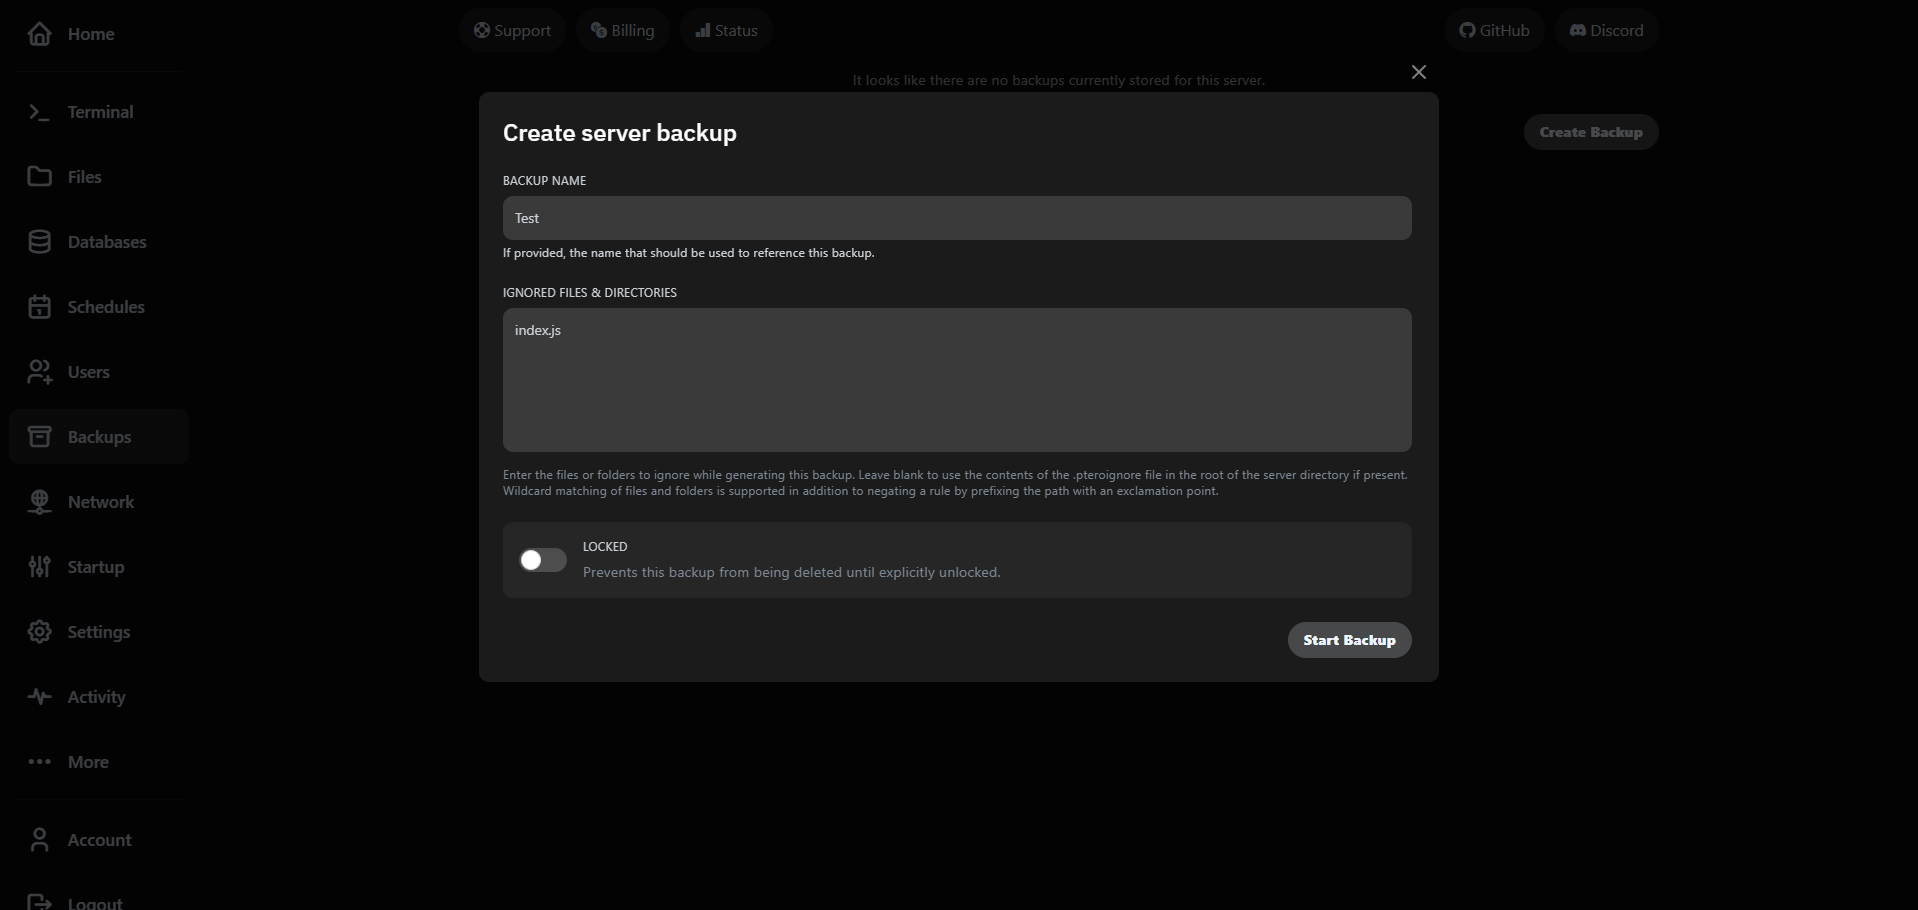 Home
Support
Billing
Status
GitHub
Discord
It looks like there are no backups currently stored for this server.
Terminal
Files
Databases
Schedules
Users
Backups
Network
Startup
Settings
Activity
More
Account
Logout
Create Backup
Create server backup
BACKUP NAME
Test
If provided, the name that should be used to reference this backup.
IGNORED FILES & DIRECTORIES
index.js
Enter the files or folders to ignore while generating this backup. Leave blank to use the contents of the .pteroignore file in the root of the server directory if present.
Wildcard matching of files and folders is supported in addition to negating a rule by prefixing the path with an exclamation point.
LOCKED
Prevents this backup from being deleted until explicitly unlocked.
Start Backup